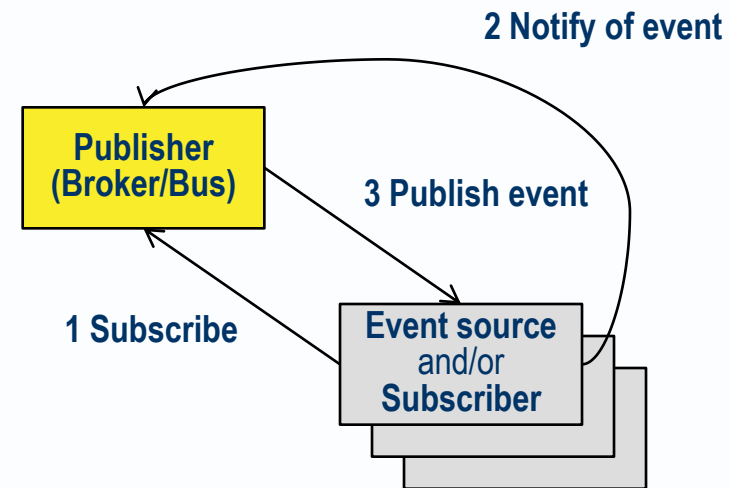 2 Notify of event
Publisher
(Broker/Bus)
3 Publish event
1 Subscribe
Event source
and/or
Subscriber